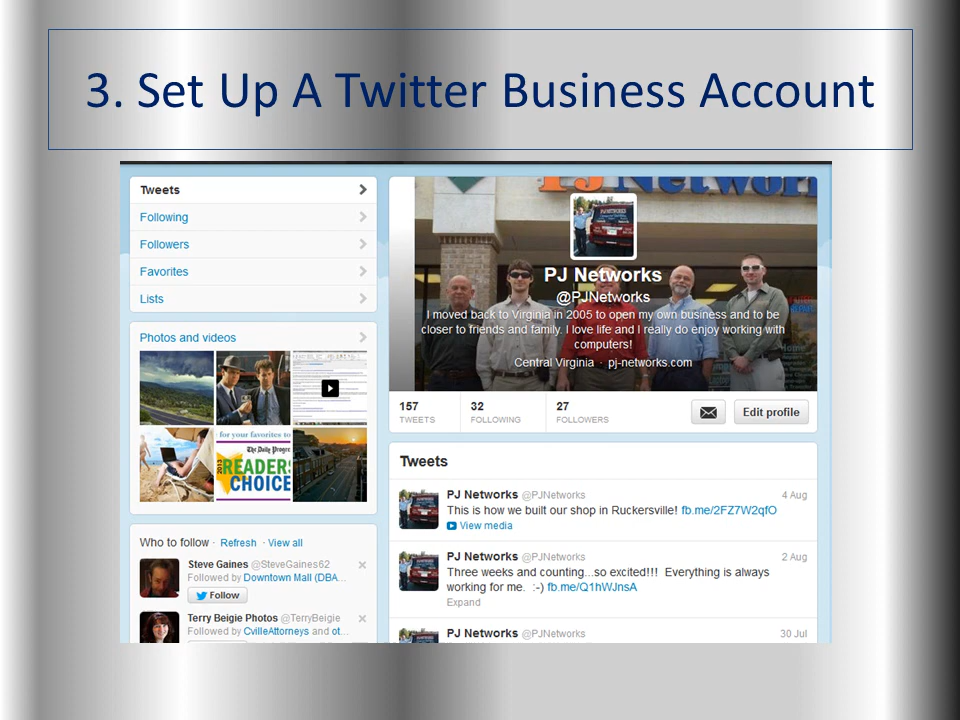 3. Set Up A Twitter Business Account
Tweets
Following
Followers
Favorites
Lists
Photos and videos
for your favorites to
The Daily Progre
2013
READERS
CHOICE
Who to follow · Refresh · View all
Steve Gaines @SteveGaines62
Followed by Downtown Mall (DBA...
Follow
Terry Beigie Photos @TerryBeigie
Followed by CvilleAttorneys and ot...
PJ Networ
PJ Networks
@PJNetworks
I moved back to Virginia in 2005 to open my own business and to be
closer to friends and family. I love life and I really do enjoy working with
computers!
Central Virginia · pj-networks.com
157
TWEETS
32
FOLLOWING
27
FOLLOWERS
Edit profile
Tweets
PJ Networks @PJNetworks 4 Aug
This is how we built our shop in Ruckersville! fb.me/2FZ7W2qfO
View media
PJ Networks @PJNetworks 2 Aug
Three weeks and counting...so excited!!! Everything is always
working for me. :-) fb.me/Q1hWJnsA
Expand
PJ Networks @PJNetworks 30 Jul